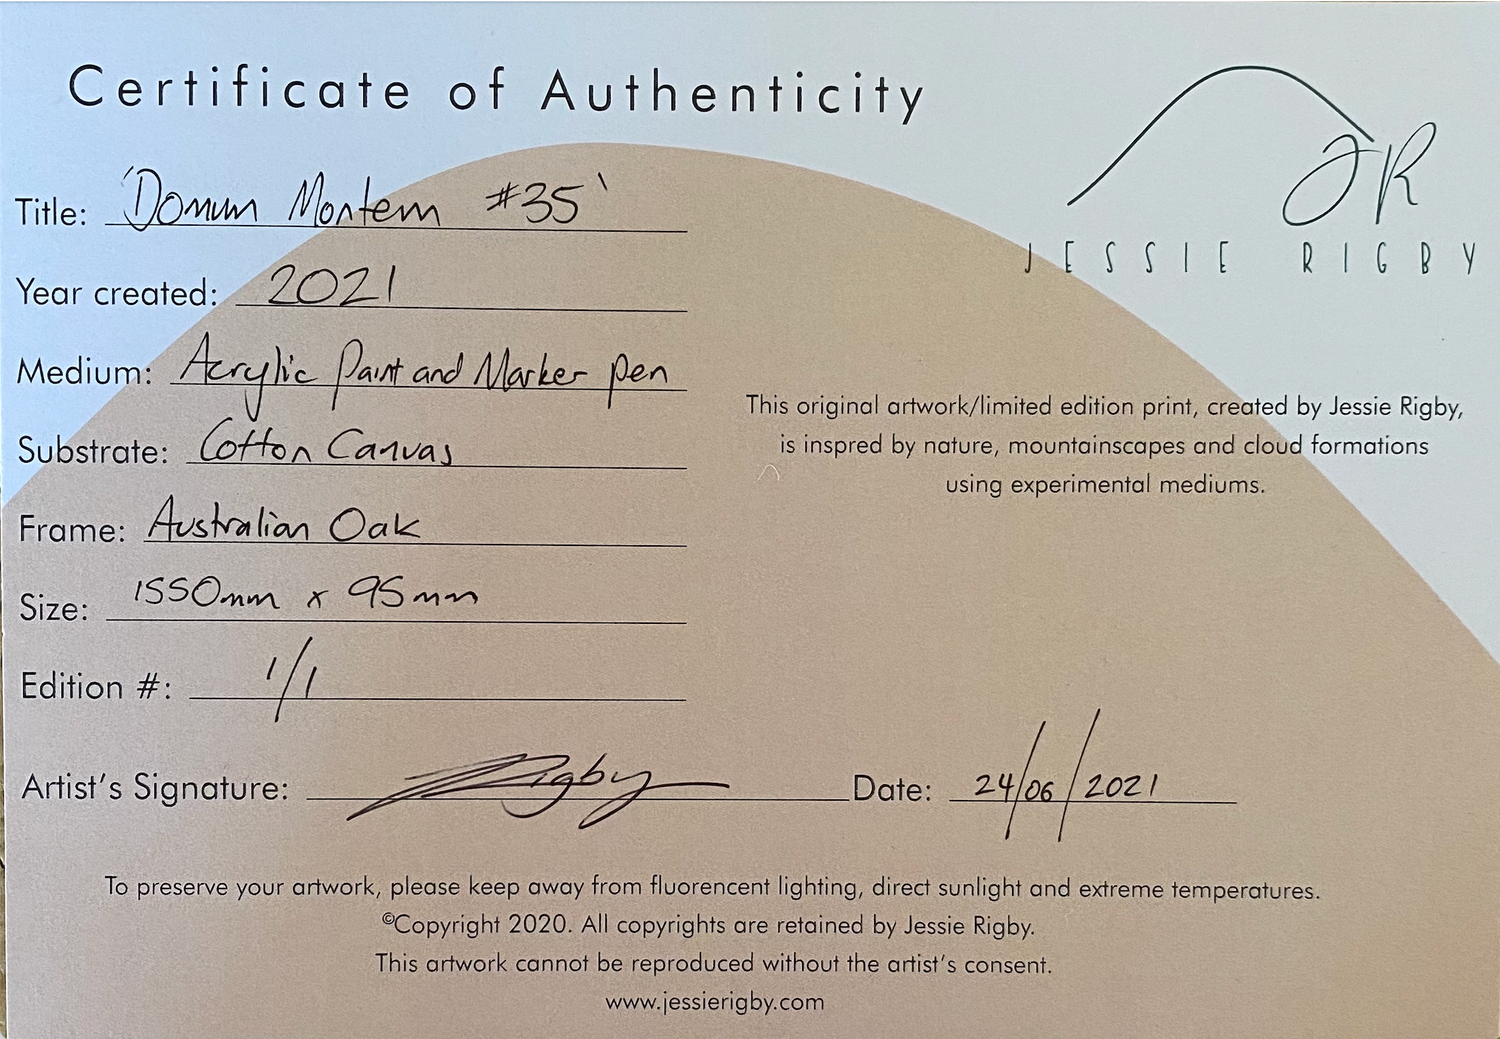 Certificate of Authenticity
JR
JESSIE RIGBY
Title: 'Domum Montem #35'
Year created: 2021
Medium: Acrylic Paint and Marker pen
Substrate: Cotton Canvas
Frame: Australian Oak
Size: 1550mm x 95mm
Edition #: 1/1
This original artwork/limited edition print, created by Jessie Rigby,
is inspred by nature, mountainscapes and cloud formations
using experimental mediums.
Artist's Signature: Rigby Date: 24/06/2021
To preserve your artwork, please keep away from fluorencent lighting, direct sunlight and extreme temperatures.
©Copyright 2020. All copyrights are retained by Jessie Rigby.
This artwork cannot be reproduced without the artist's consent.
www.jessierigby.com